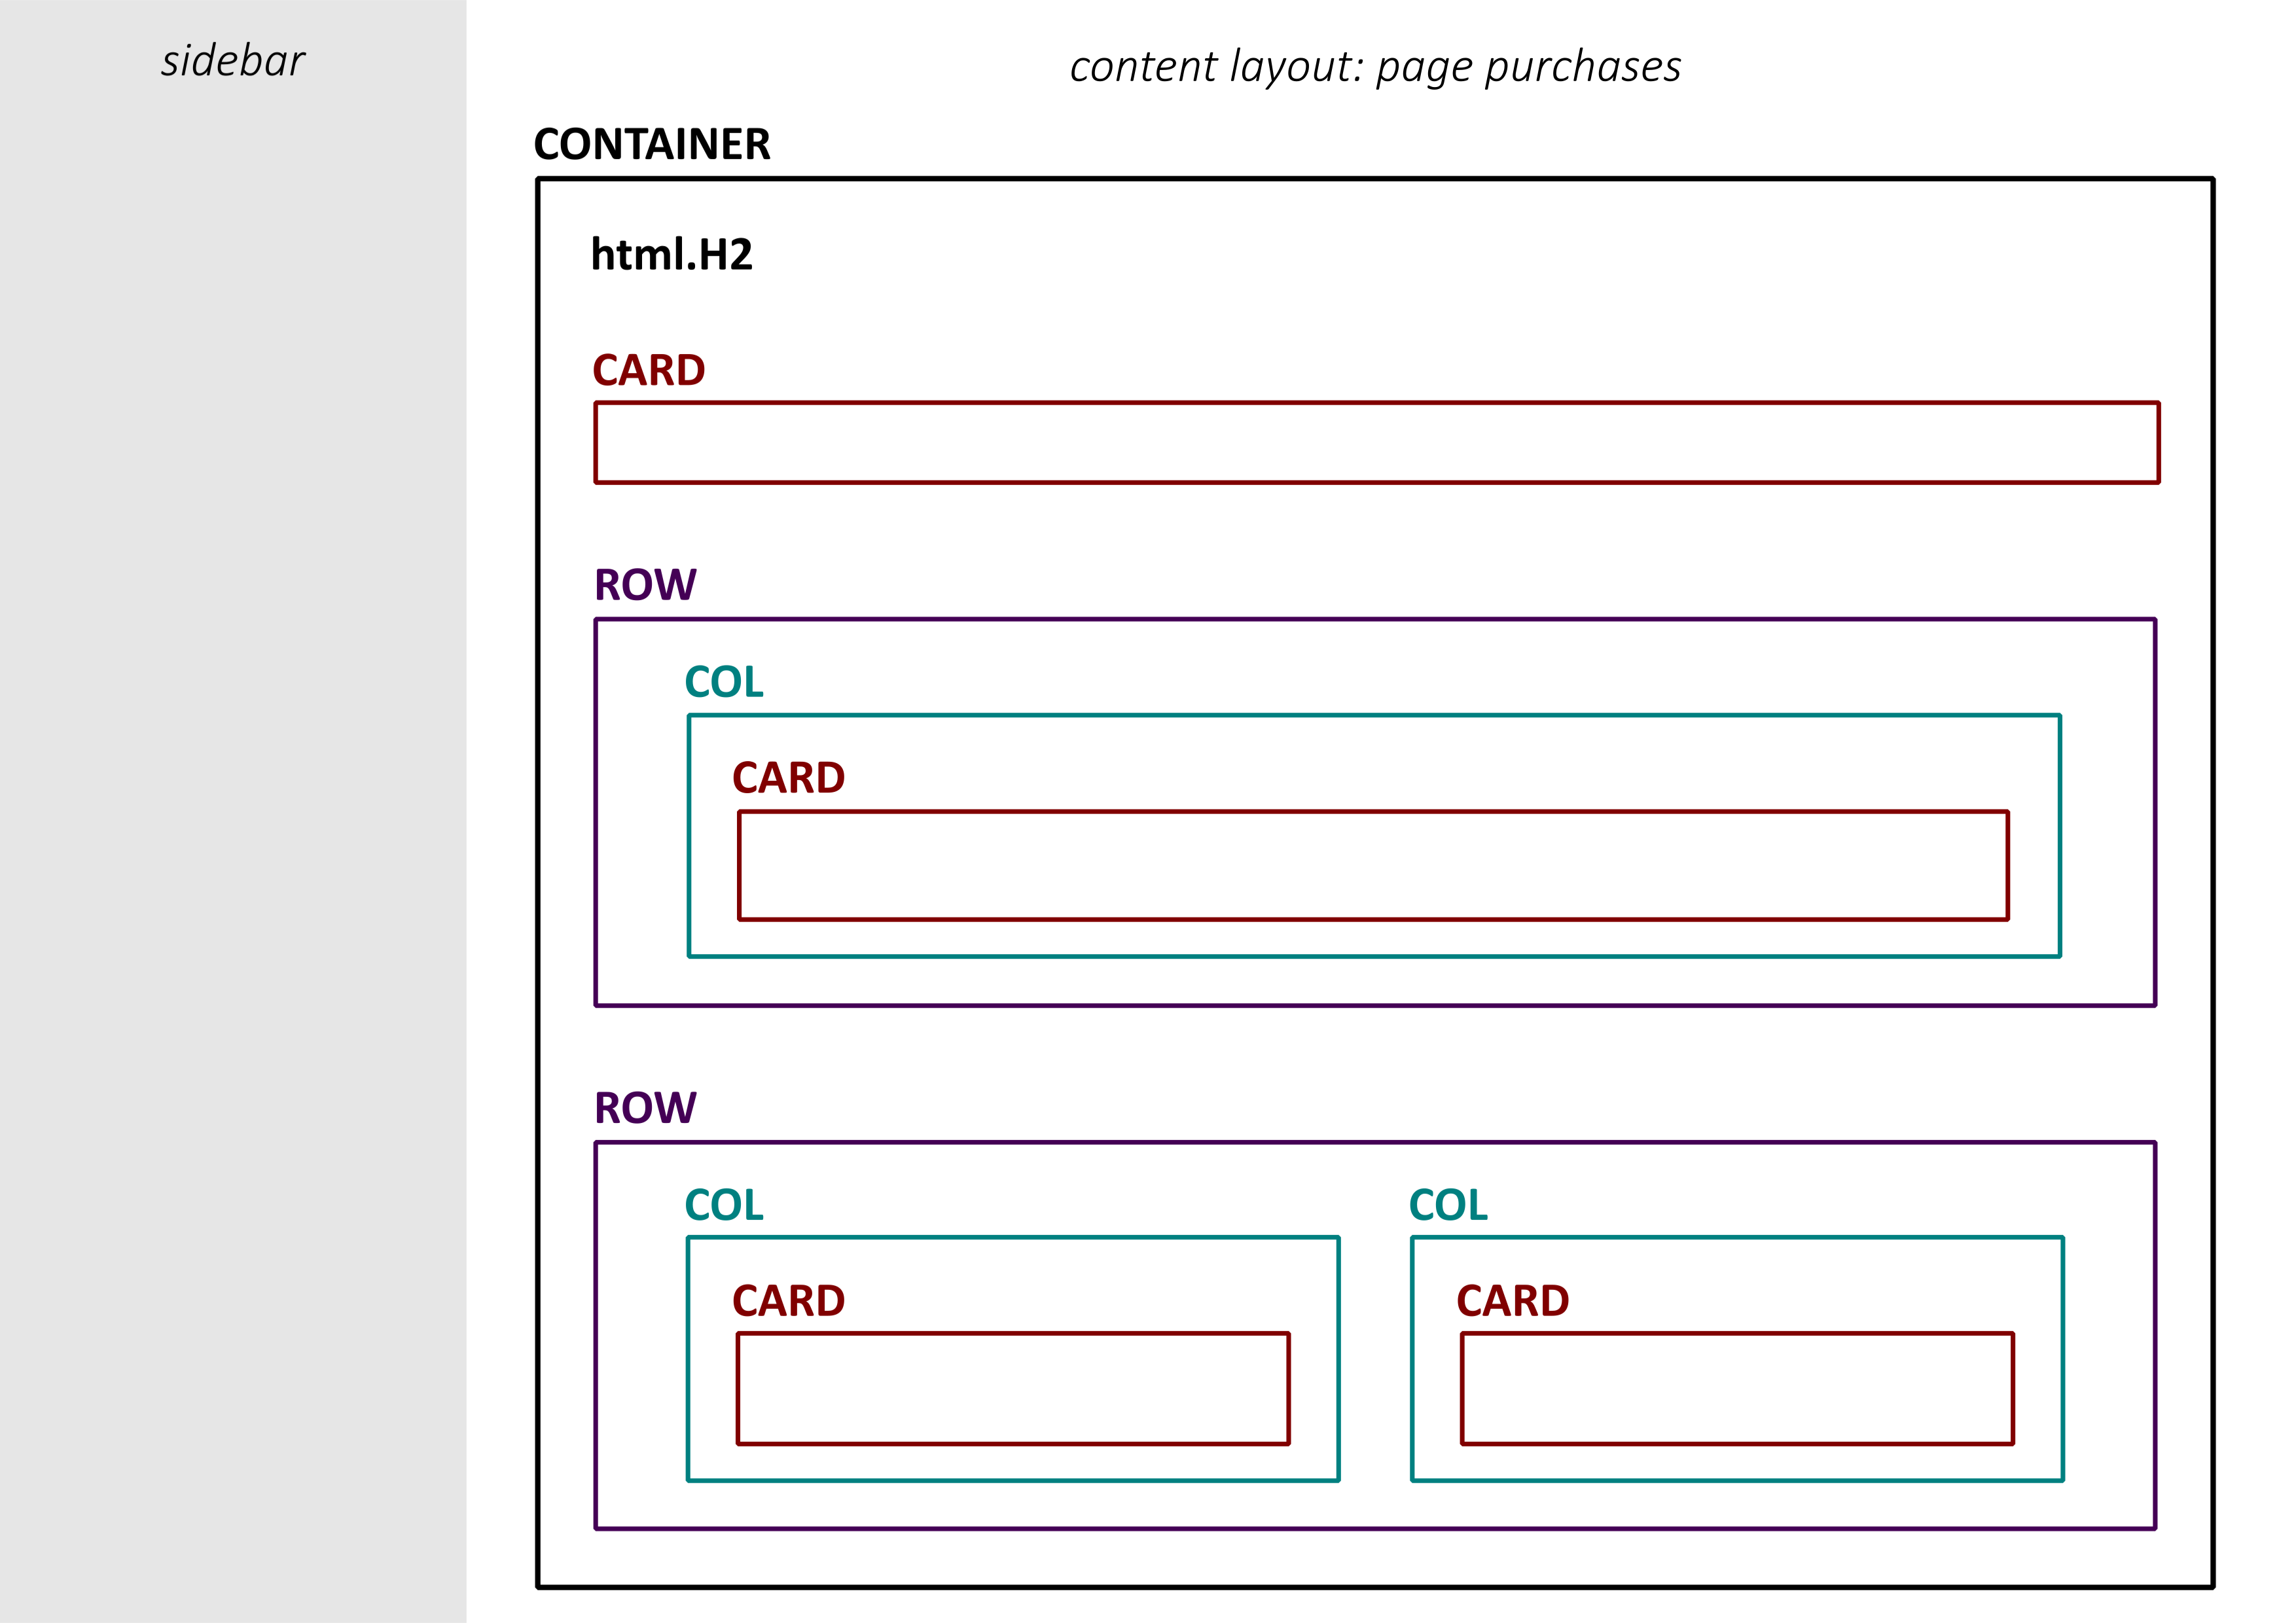 sidebar
content layout: page purchases
CONTAINER
html.H2
CARD
ROW
COL
CARD
ROW
COL COL
CARD CARD